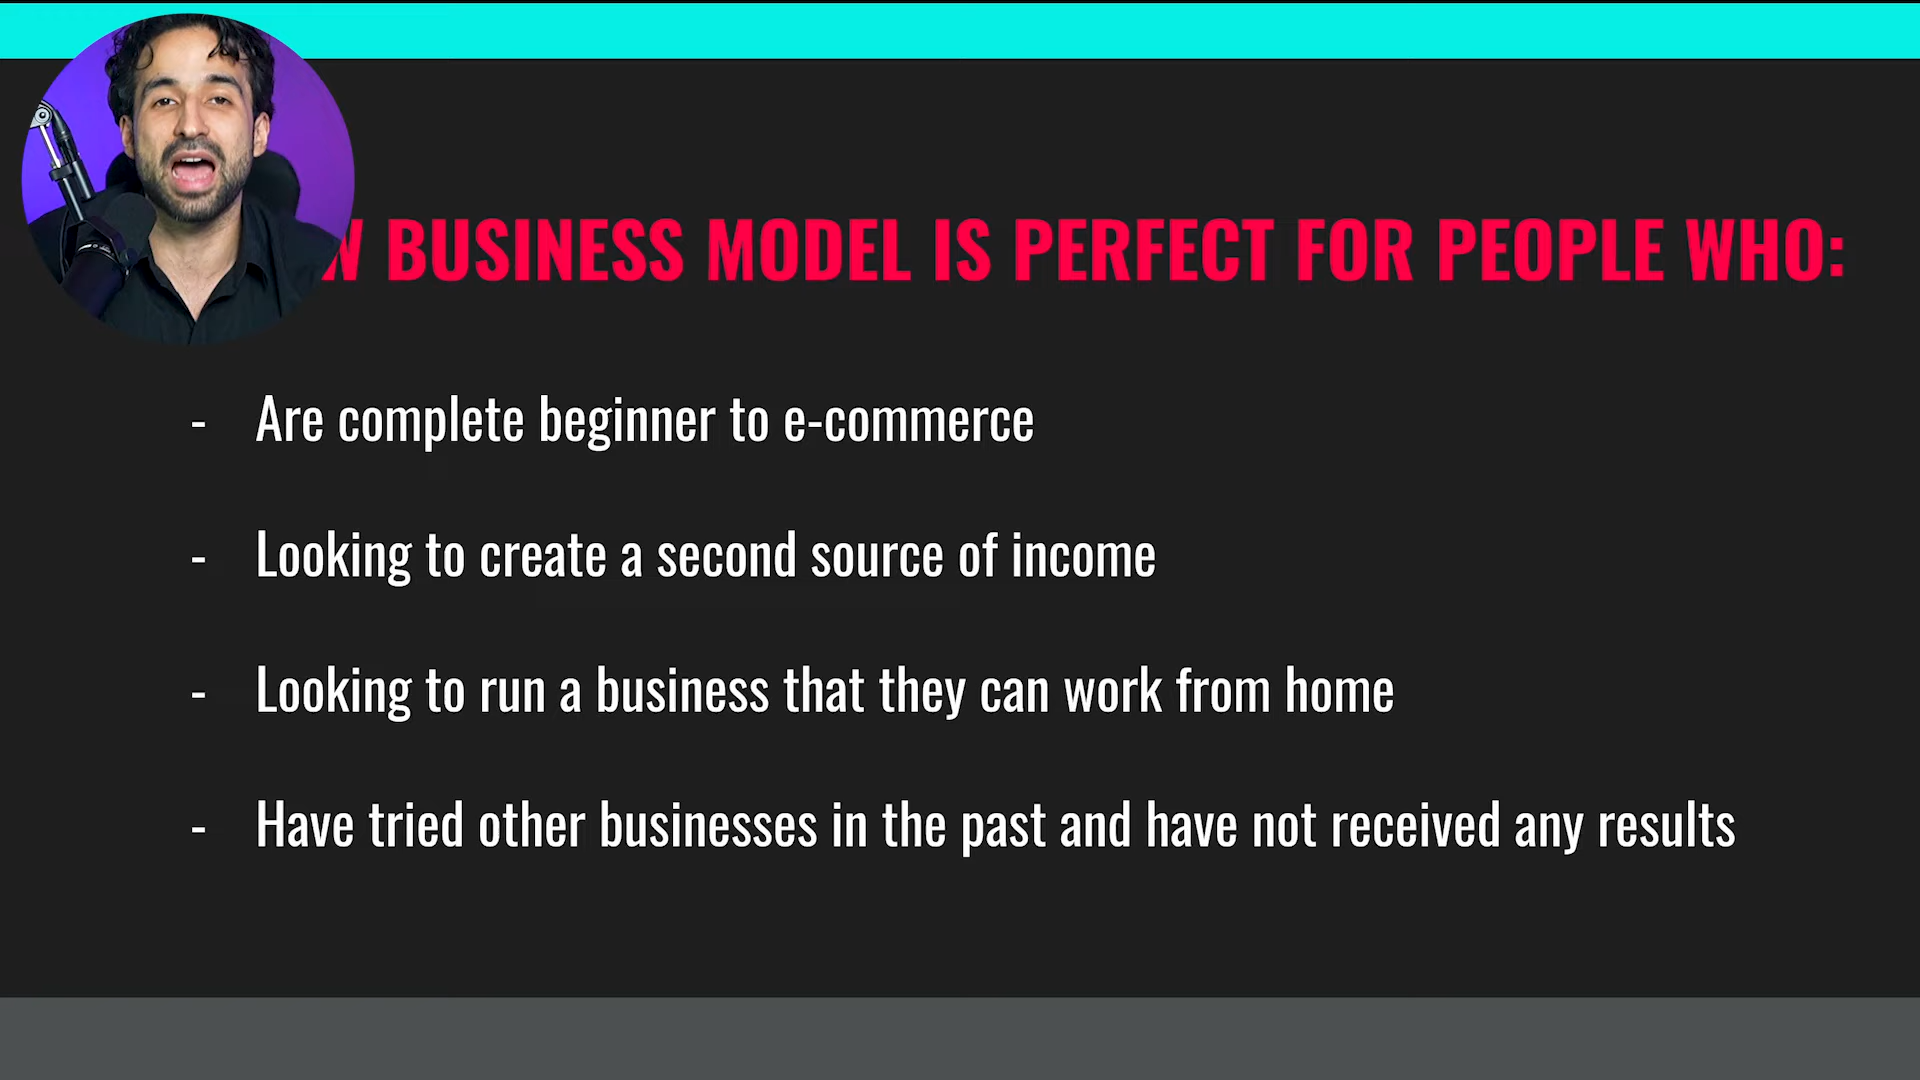 BUSINESS MODEL IS PERFECT FOR PEOPLE WHO:
- Are complete beginner to e-commerce
- Looking to create a second source of income
- Looking to run a business that they can work from home
- Have tried other businesses in the past and have not received any results